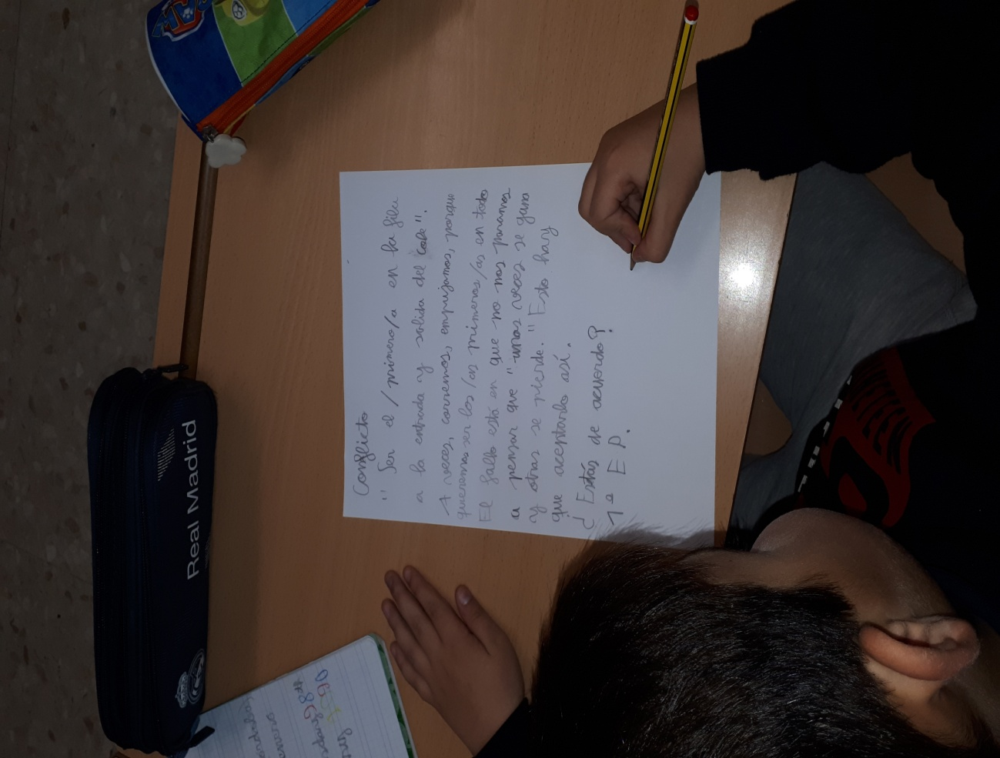 Conflicto
" Ser el / primero/a en la fila
a la entrada y salida del cole".
A veces, corremos, empujamos, porque
queremos ser los/as primeros/as en todo
El fallo está en que no nos paramos
a pensar que "unas veces se gana
y otras se pierde." Esto hay
que aceptarlo así.
¿ Estás de acuerdo?
1º E P.
Real Madrid